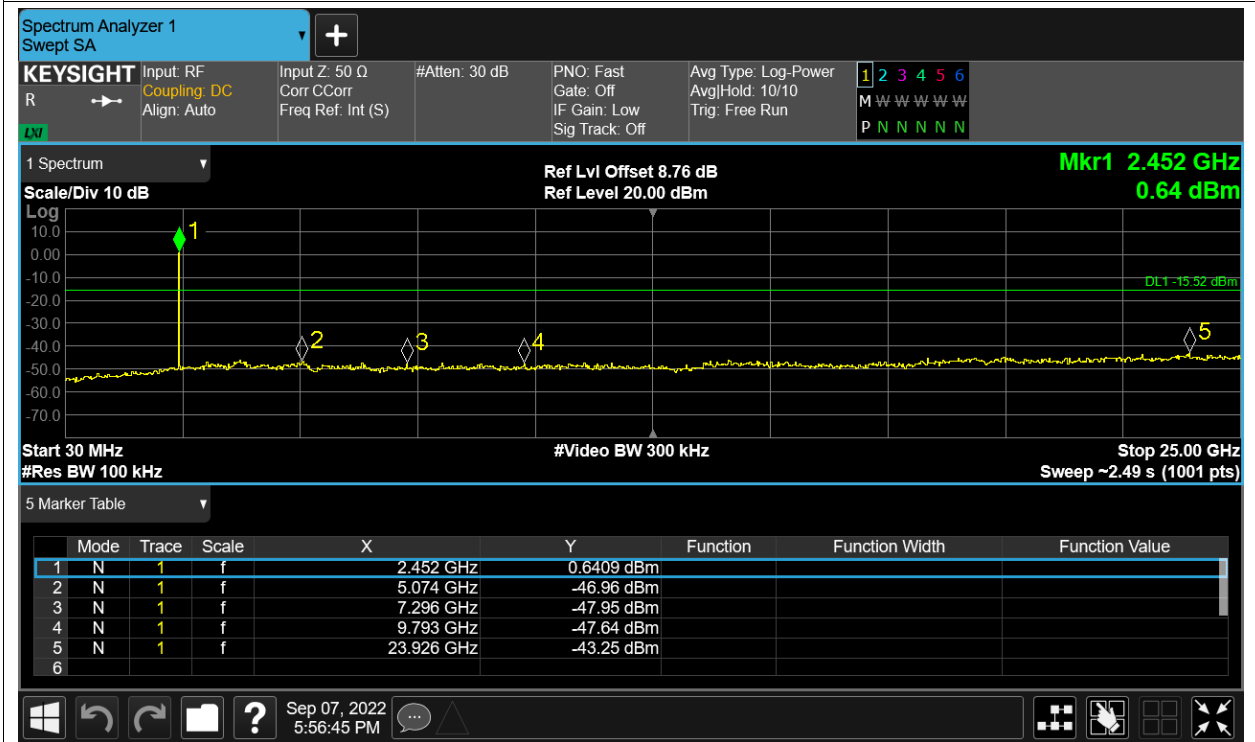 Spectrum Analyzer 1
Swept SA
+
KEYSIGHT Input: RF Input Z: 50 Ω #Atten: 30 dB PNO: Fast Avg Type: Log-Power 1 2 3 4 5 6
R Coupling: DC Corr CCorr Gate: Off Avg|Hold: 10/10 M W W W W W
Align: Auto Freq Ref: Int (S) IF Gain: Low Trig: Free Run
LXI Sig Track: Off P N N N N N
1 Spectrum Ref Lvl Offset 8.76 dB Mkr1 2.452 GHz
Scale/Div 10 dB Ref Level 20.00 dBm 0.64 dBm
Log
10.0
0.00
-10.0
-20.0
-30.0
-40.0
-50.0
-60.0
-70.0
1
DL1 -15.52 dBm
2
3
4
5
Start 30 MHz #Video BW 300 kHz Stop 25.00 GHz
#Res BW 100 kHz Sweep ~2.49 s (1001 pts)
5 Marker Table
Mode Trace Scale X Y Function Function Width Function Value
1 N 1 f 2.452 GHz 0.6409 dBm
2 N 1 f 5.074 GHz -46.96 dBm
3 N 1 f 7.296 GHz -47.95 dBm
4 N 1 f 9.793 GHz -47.64 dBm
5 N 1 f 23.926 GHz -43.25 dBm
6
? Sep 07, 2022
5:56:45 PM